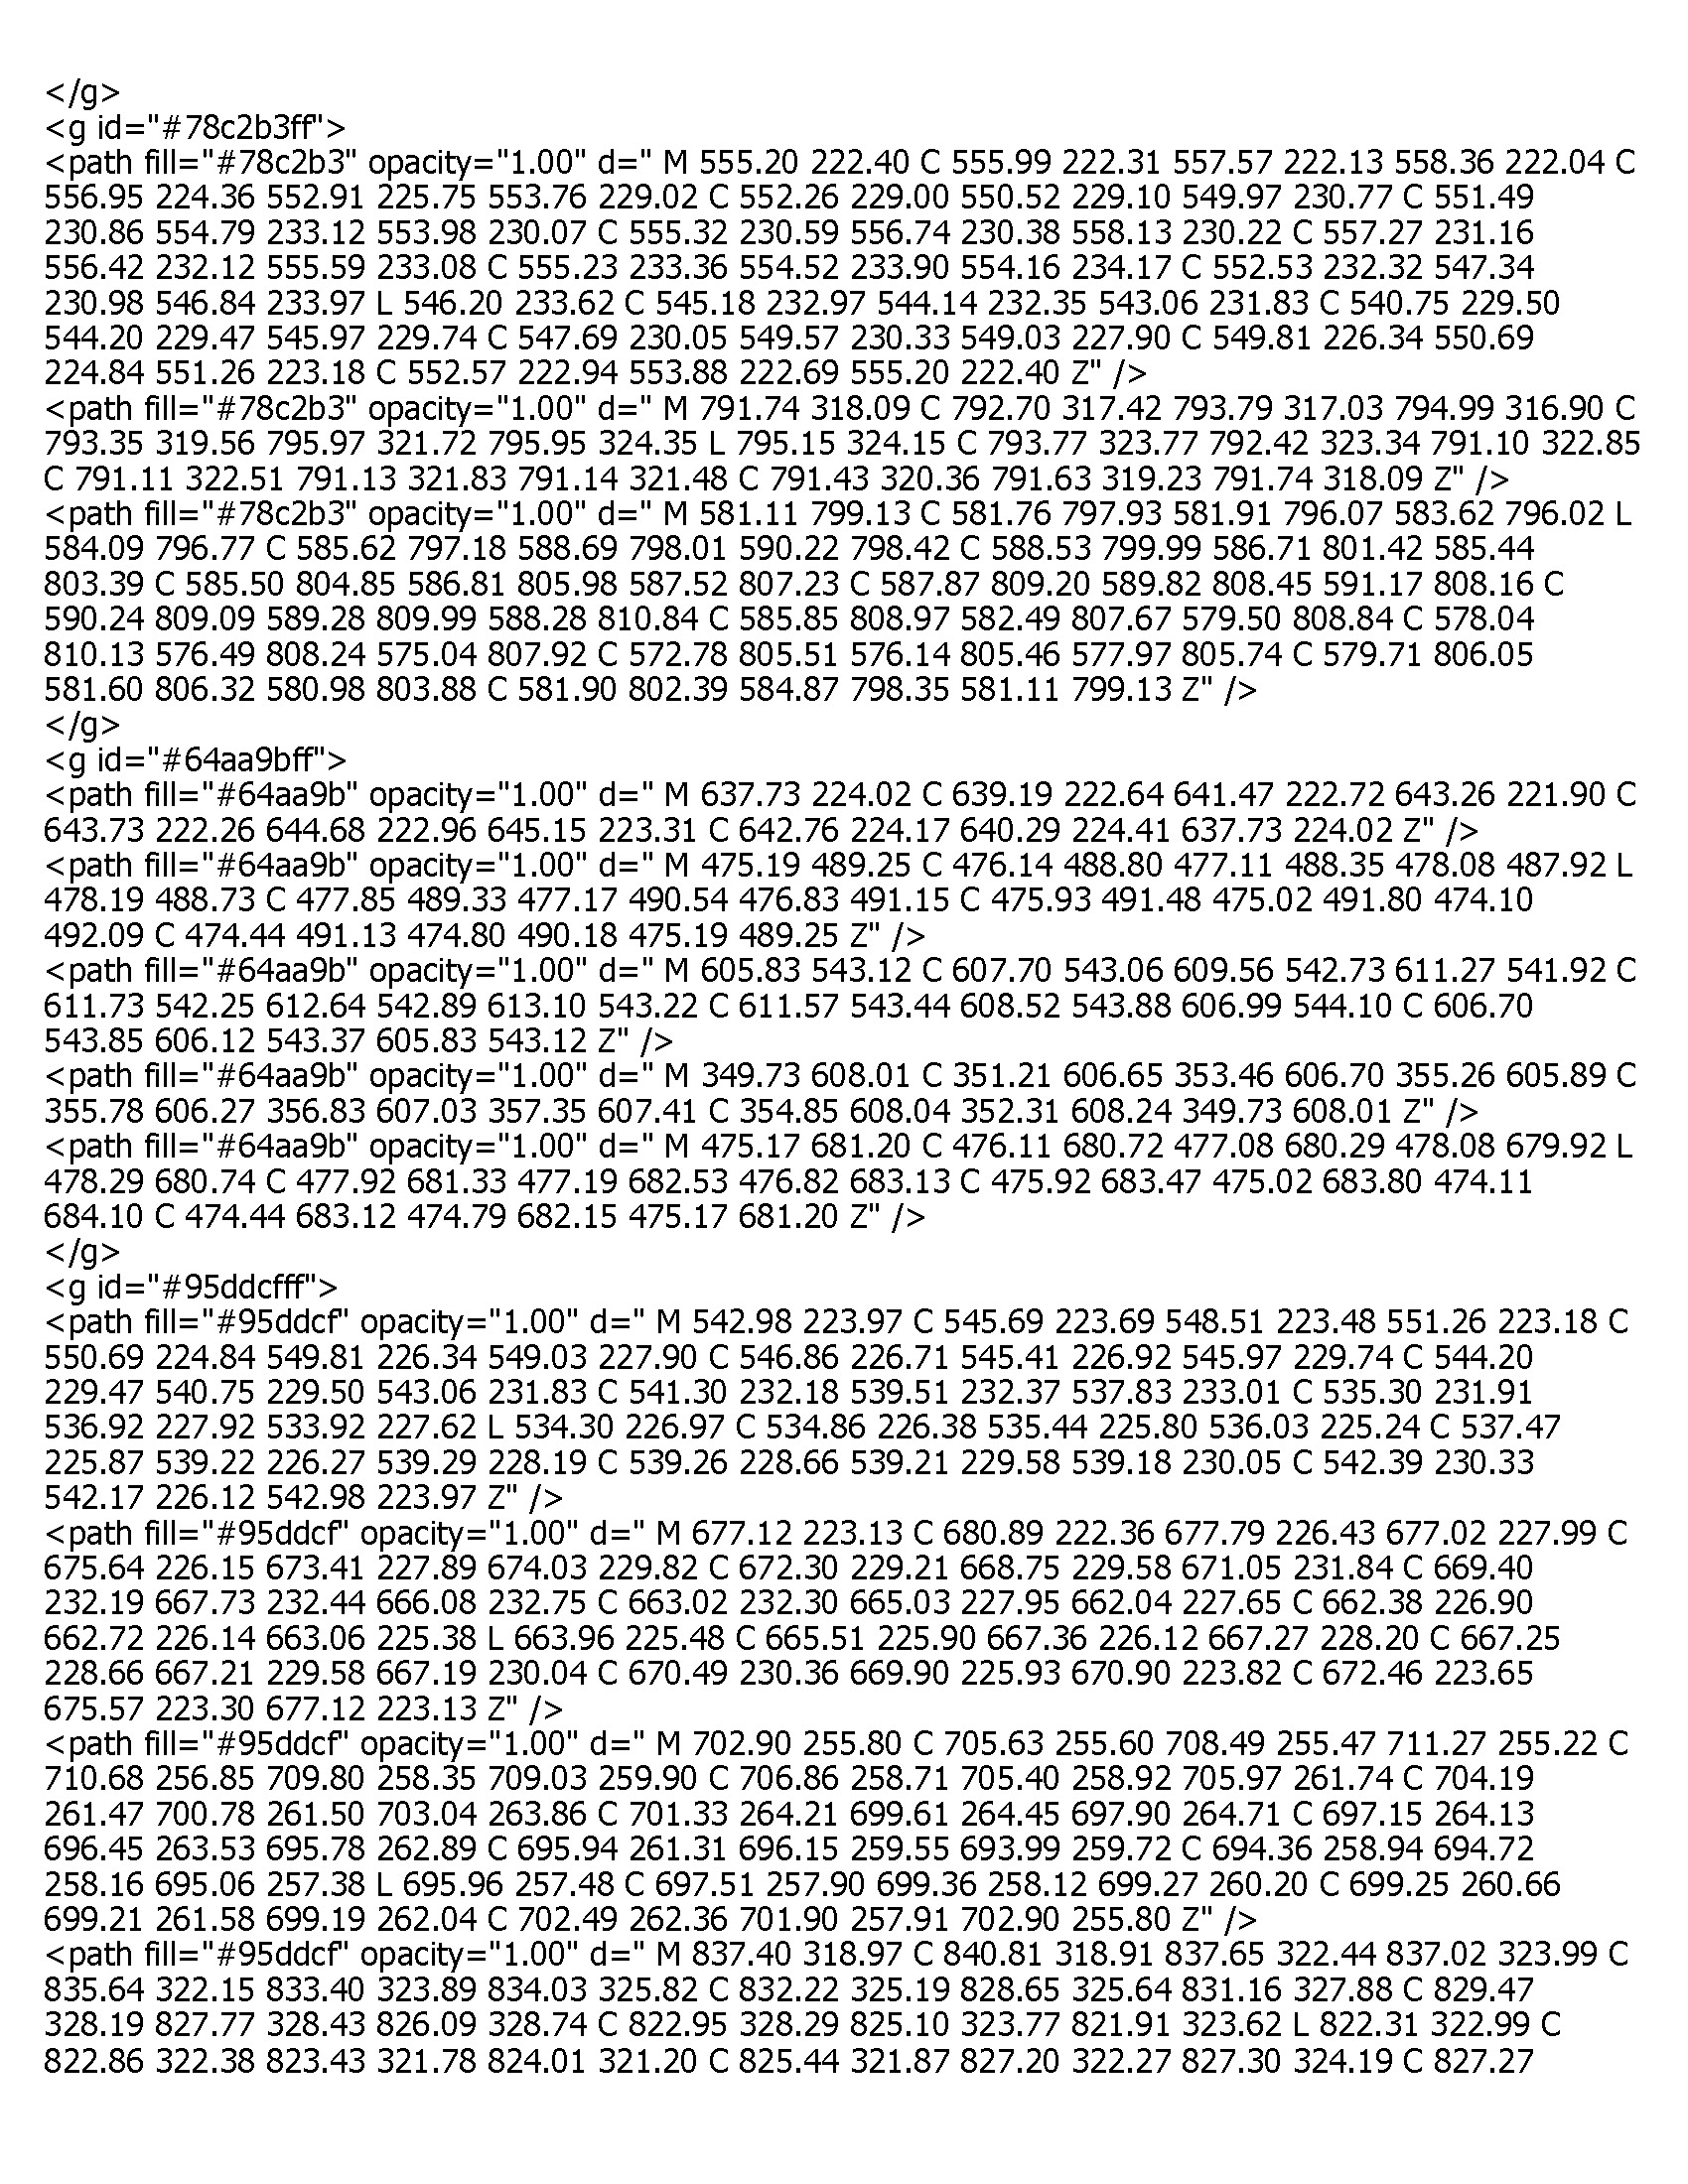 </g>
<g id="#78c2b3ff">
<path fill="#78c2b3" opacity="1.00" d=" M 555.20 222.40 C 555.99 222.31 557.57 222.13 558.36 222.04 C
556.95 224.36 552.91 225.75 553.76 229.02 C 552.26 229.00 550.52 229.10 549.97 230.77 C 551.49
230.86 554.79 233.12 553.98 230.07 C 555.32 230.59 556.74 230.38 558.13 230.22 C 557.27 231.16
556.42 232.12 555.59 233.08 C 555.23 233.36 554.52 233.90 554.16 234.17 C 552.53 232.32 547.34
230.98 546.84 233.97 L 546.20 233.62 C 545.18 232.97 544.14 232.35 543.06 231.83 C 540.75 229.50
544.20 229.47 545.97 229.74 C 547.69 230.05 549.57 230.33 549.03 227.90 C 549.81 226.34 550.69
224.84 551.26 223.18 C 552.57 222.94 553.88 222.69 555.20 222.40 Z" />
<path fill="#78c2b3" opacity="1.00" d=" M 791.74 318.09 C 792.70 317.42 793.79 317.03 794.99 316.90 C
793.35 319.56 795.97 321.72 795.95 324.35 L 795.15 324.15 C 793.77 323.77 792.42 323.34 791.10 322.85
C 791.11 322.51 791.13 321.83 791.14 321.48 C 791.43 320.36 791.63 319.23 791.74 318.09 Z" />
<path fill="#78c2b3" opacity="1.00" d=" M 581.11 799.13 C 581.76 797.93 581.91 796.07 583.62 796.02 L
584.09 796.77 C 585.62 797.18 588.69 798.01 590.22 798.42 C 588.53 799.99 586.71 801.42 585.44
803.39 C 585.50 804.85 586.81 805.98 587.52 807.23 C 587.87 809.20 589.82 808.45 591.17 808.16 C
590.24 809.09 589.28 809.99 588.28 810.84 C 585.85 808.97 582.49 807.67 579.50 808.84 C 578.04
810.13 576.49 808.24 575.04 807.92 C 572.78 805.51 576.14 805.46 577.97 805.74 C 579.71 806.05
581.60 806.32 580.98 803.88 C 581.90 802.39 584.87 798.35 581.11 799.13 Z" />
</g>
<g id="#64aa9bff">
<path fill="#64aa9b" opacity="1.00" d=" M 637.73 224.02 C 639.19 222.64 641.47 222.72 643.26 221.90 C
643.73 222.26 644.68 222.96 645.15 223.31 C 642.76 224.17 640.29 224.41 637.73 224.02 Z" />
<path fill="#64aa9b" opacity="1.00" d=" M 475.19 489.25 C 476.14 488.80 477.11 488.35 478.08 487.92 L
478.19 488.73 C 477.85 489.33 477.17 490.54 476.83 491.15 C 475.93 491.48 475.02 491.80 474.10
492.09 C 474.44 491.13 474.80 490.18 475.19 489.25 Z" />
<path fill="#64aa9b" opacity="1.00" d=" M 605.83 543.12 C 607.70 543.06 609.56 542.73 611.27 541.92 C
611.73 542.25 612.64 542.89 613.10 543.22 C 611.57 543.44 608.52 543.88 606.99 544.10 C 606.70
543.85 606.12 543.37 605.83 543.12 Z" />
<path fill="#64aa9b" opacity="1.00" d=" M 349.73 608.01 C 351.21 606.65 353.46 606.70 355.26 605.89 C
355.78 606.27 356.83 607.03 357.35 607.41 C 354.85 608.04 352.31 608.24 349.73 608.01 Z" />
<path fill="#64aa9b" opacity="1.00" d=" M 475.17 681.20 C 476.11 680.72 477.08 680.29 478.08 679.92 L
478.29 680.74 C 477.92 681.33 477.19 682.53 476.82 683.13 C 475.92 683.47 475.02 683.80 474.11
684.10 C 474.44 683.12 474.79 682.15 475.17 681.20 Z" />
</g>
<g id="#95ddcfff">
<path fill="#95ddcf" opacity="1.00" d=" M 542.98 223.97 C 545.69 223.69 548.51 223.48 551.26 223.18 C
550.69 224.84 549.81 226.34 549.03 227.90 C 546.86 226.71 545.41 226.92 545.97 229.74 C 544.20
229.47 540.75 229.50 543.06 231.83 C 541.30 232.18 539.51 232.37 537.83 233.01 C 535.30 231.91
536.92 227.92 533.92 227.62 L 534.30 226.97 C 534.86 226.38 535.44 225.80 536.03 225.24 C 537.47
225.87 539.22 226.27 539.29 228.19 C 539.26 228.66 539.21 229.58 539.18 230.05 C 542.39 230.33
542.17 226.12 542.98 223.97 Z" />
<path fill="#95ddcf" opacity="1.00" d=" M 677.12 223.13 C 680.89 222.36 677.79 226.43 677.02 227.99 C
675.64 226.15 673.41 227.89 674.03 229.82 C 672.30 229.21 668.75 229.58 671.05 231.84 C 669.40
232.19 667.73 232.44 666.08 232.75 C 663.02 232.30 665.03 227.95 662.04 227.65 C 662.38 226.90
662.72 226.14 663.06 225.38 L 663.96 225.48 C 665.51 225.90 667.36 226.12 667.27 228.20 C 667.25
228.66 667.21 229.58 667.19 230.04 C 670.49 230.36 669.90 225.93 670.90 223.82 C 672.46 223.65
675.57 223.30 677.12 223.13 Z" />
<path fill="#95ddcf" opacity="1.00" d=" M 702.90 255.80 C 705.63 255.60 708.49 255.47 711.27 255.22 C
710.68 256.85 709.80 258.35 709.03 259.90 C 706.86 258.71 705.40 258.92 705.97 261.74 C 704.19
261.47 700.78 261.50 703.04 263.86 C 701.33 264.21 699.61 264.45 697.90 264.71 C 697.15 264.13
696.45 263.53 695.78 262.89 C 695.94 261.31 696.15 259.55 693.99 259.72 C 694.36 258.94 694.72
258.16 695.06 257.38 L 695.96 257.48 C 697.51 257.90 699.36 258.12 699.27 260.20 C 699.25 260.66
699.21 261.58 699.19 262.04 C 702.49 262.36 701.90 257.91 702.90 255.80 Z" />
<path fill="#95ddcf" opacity="1.00" d=" M 837.40 318.97 C 840.81 318.91 837.65 322.44 837.02 323.99 C
835.64 322.15 833.40 323.89 834.03 325.82 C 832.22 325.19 828.65 325.64 831.16 327.88 C 829.47
328.19 827.77 328.43 826.09 328.74 C 822.95 328.29 825.10 323.77 821.91 323.62 L 822.31 322.99 C
822.86 322.38 823.43 321.78 824.01 321.20 C 825.44 321.87 827.20 322.27 827.30 324.19 C 827.27